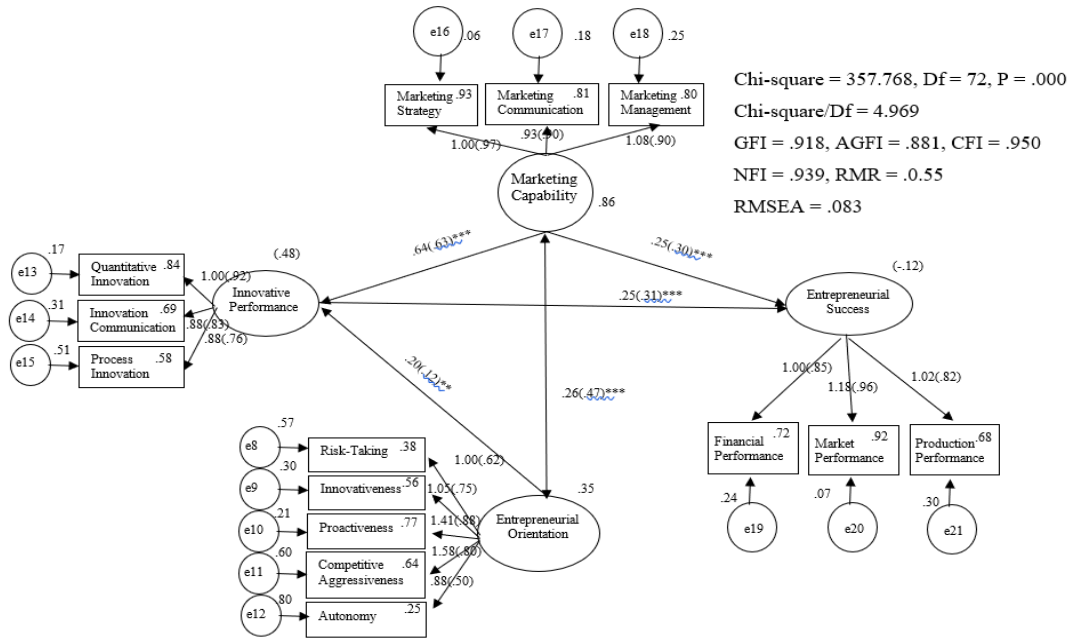 e16
.06
e17
.18
e18
.25
Marketing .93
Strategy
Marketing .81
Communication
Marketing .80
Management
1.00(.97)
.93(.90)
1.08(.90)
Marketing
Capability
.86
Chi-square = 357.768, Df = 72, P = .000
Chi-square/Df = 4.969
GFI = .918, AGFI = .881, CFI = .950
NFI = .939, RMR = .0.55
RMSEA = .083
.64(.63)***
.25(.30)***
(.48)
(-.12)
e13
.17
Quantitative .84
Innovation
1.00(.92)
e14
.31
Innovation .69
Communication
.88(.83)
e15
.51
Process .58
Innovation
.88(.76)
Innovative
Performance
.25(.31)***
Entrepreneurial
Success
.20(.12)**
.26(.47)***
1.00(.85)
1.18(.96)
1.02(.82)
Financial .72
Performance
Market .92
Performance
Production .68
Performance
.24
e19
.07
e20
.30
e21
e8
.57
Risk-Taking .38
1.00(.62)
e9
.30
Innovativeness .56
1.05(.75)
e10
.21
Proactiveness .77
1.41(.88)
e11
.60
Competitive .64
Aggressiveness
1.58(.80)
e12
.80
Autonomy .25
.88(.50)
.35
Entrepreneurial
Orientation